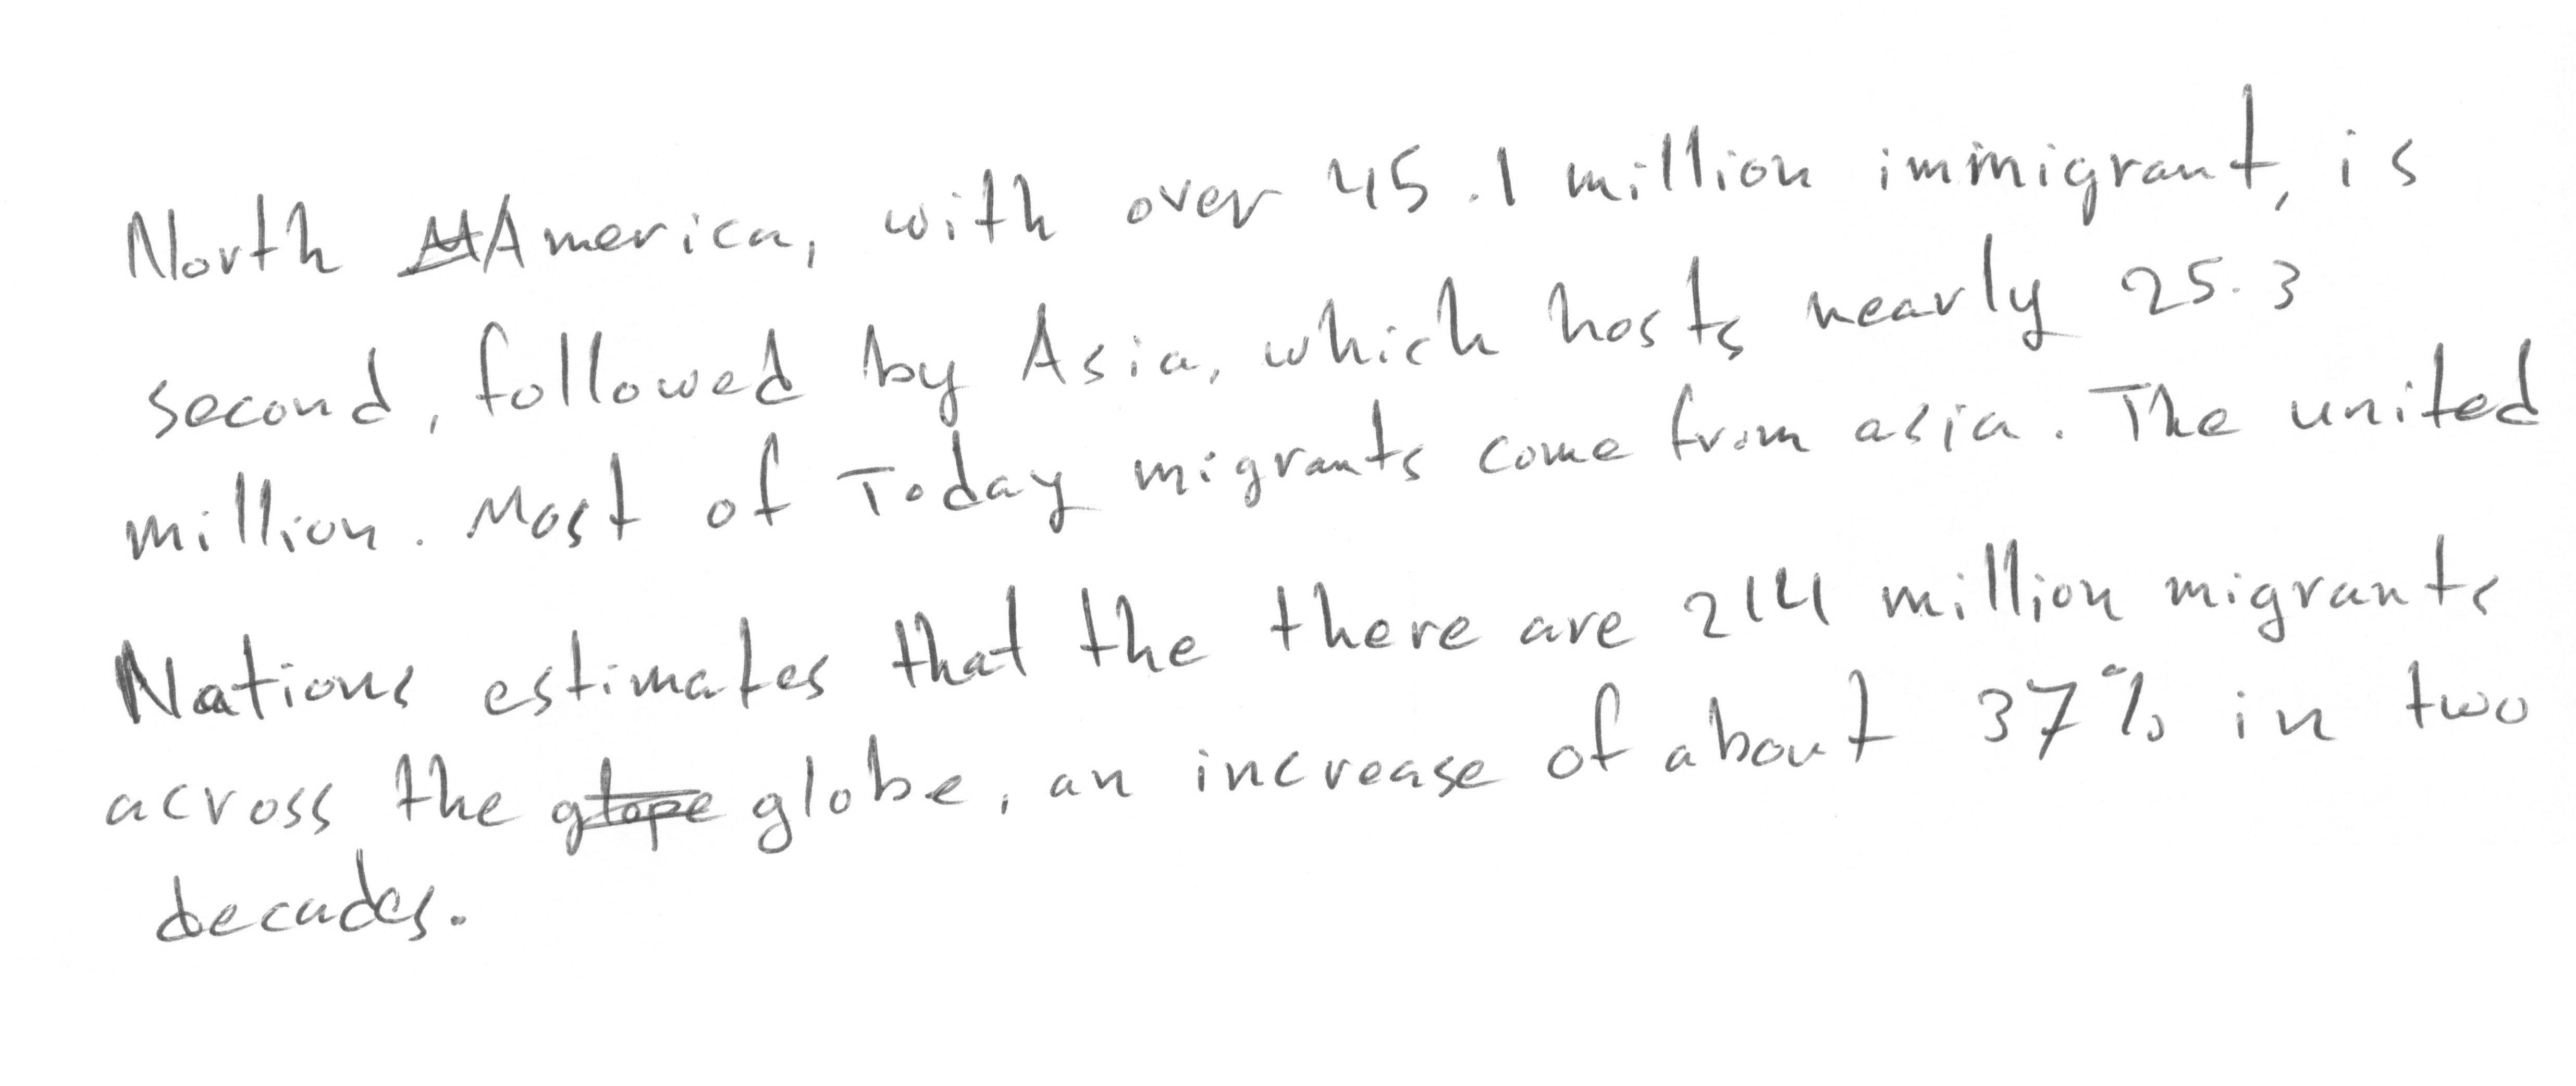 North America, with over 45.1 million immigrant, is
second, followed by Asia, which hosts nearly 25.3
million. Most of Today migrants come from asia. The united
Nations estimates that the there are 214 million migrants
across the globe, an increase of about 37% in two
decades.